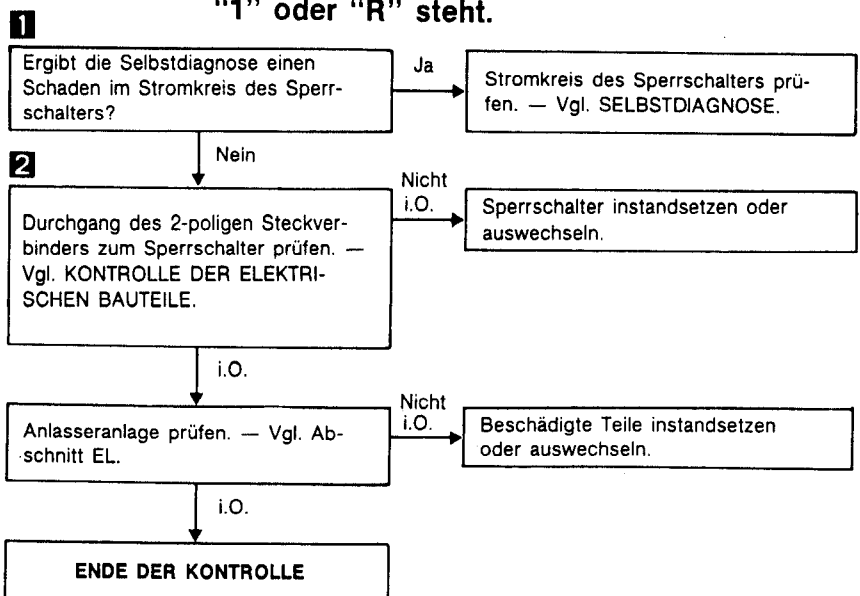 "1" oder "R" steht.
1
Ergibt die Selbstdiagnose einen
Schaden im Stromkreis des Sperr-
schalters?
Ja
Stromkreis des Sperrschalters prü-
fen. — Vgl. SELBSTDIAGNOSE.
Nein
2
Durchgang des 2-poligen Steckver-
binders zum Sperrschalter prüfen. —
Vgl. KONTROLLE DER ELEKTRI-
SCHEN BAUTEILE.
Nicht
i.O.
Sperrschalter instandsetzen oder
auswechseln.
i.O.
Anlasseranlage prüfen. — Vgl. Ab-
schnitt EL.
Nicht
i.O.
Beschädigte Teile instandsetzen
oder auswechseln.
i.O.
ENDE DER KONTROLLE